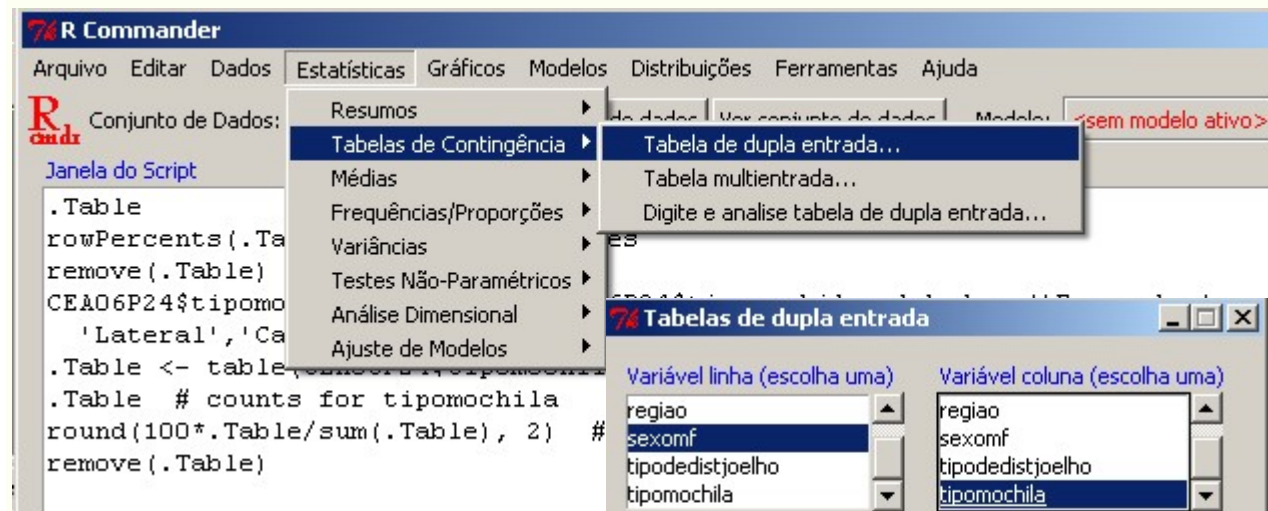 R Commander
Arquivo Editar Dados Estatísticas Gráficos Modelos Distribuições Ferramentas Ajuda
R cmdr Conjunto de Dados: Modelo: <sem modelo ativo>
Resumos
Tabelas de Contingência
Médias
Frequências/Proporções
Variâncias
Testes Não-Paramétricos
Análise Dimensional
Ajuste de Modelos
Tabela de dupla entrada...
Tabela multientrada...
Digite e analise tabela de dupla entrada...
Janela do Script
.Table
rowPercents(.Ta
remove(.Table)
CEA06P24$tipomo
'Lateral','Ca
.Table <- table
.Table # counts for tipomochila
round(100*.Table/sum(.Table), 2) #
remove(.Table)
Tabelas de dupla entrada
Variável linha (escolha uma) Variável coluna (escolha uma)
regiao
sexomf
tipodedistjoelho
tipomochila
regiao
sexomf
tipodedistjoelho
tipomochila